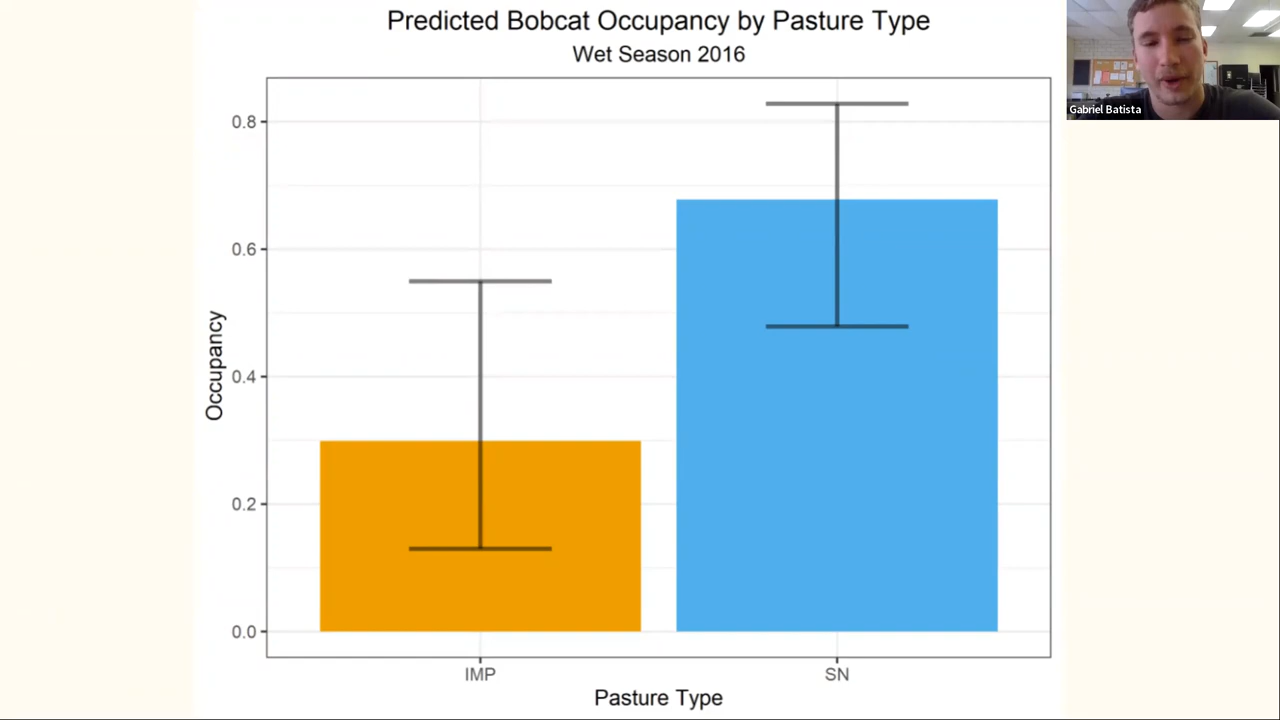 Predicted Bobcat Occupancy by Pasture Type
Wet Season 2016
Gabriel Batista
0.8
0.6
0.4
0.2
0.0
Occupancy
IMP
SN
Pasture Type